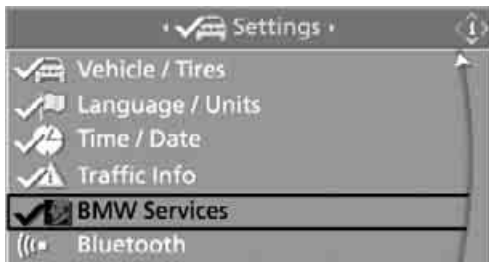 Settings
Vehicle / Tires
Language / Units
Time / Date
Traffic Info
BMW Services
Bluetooth